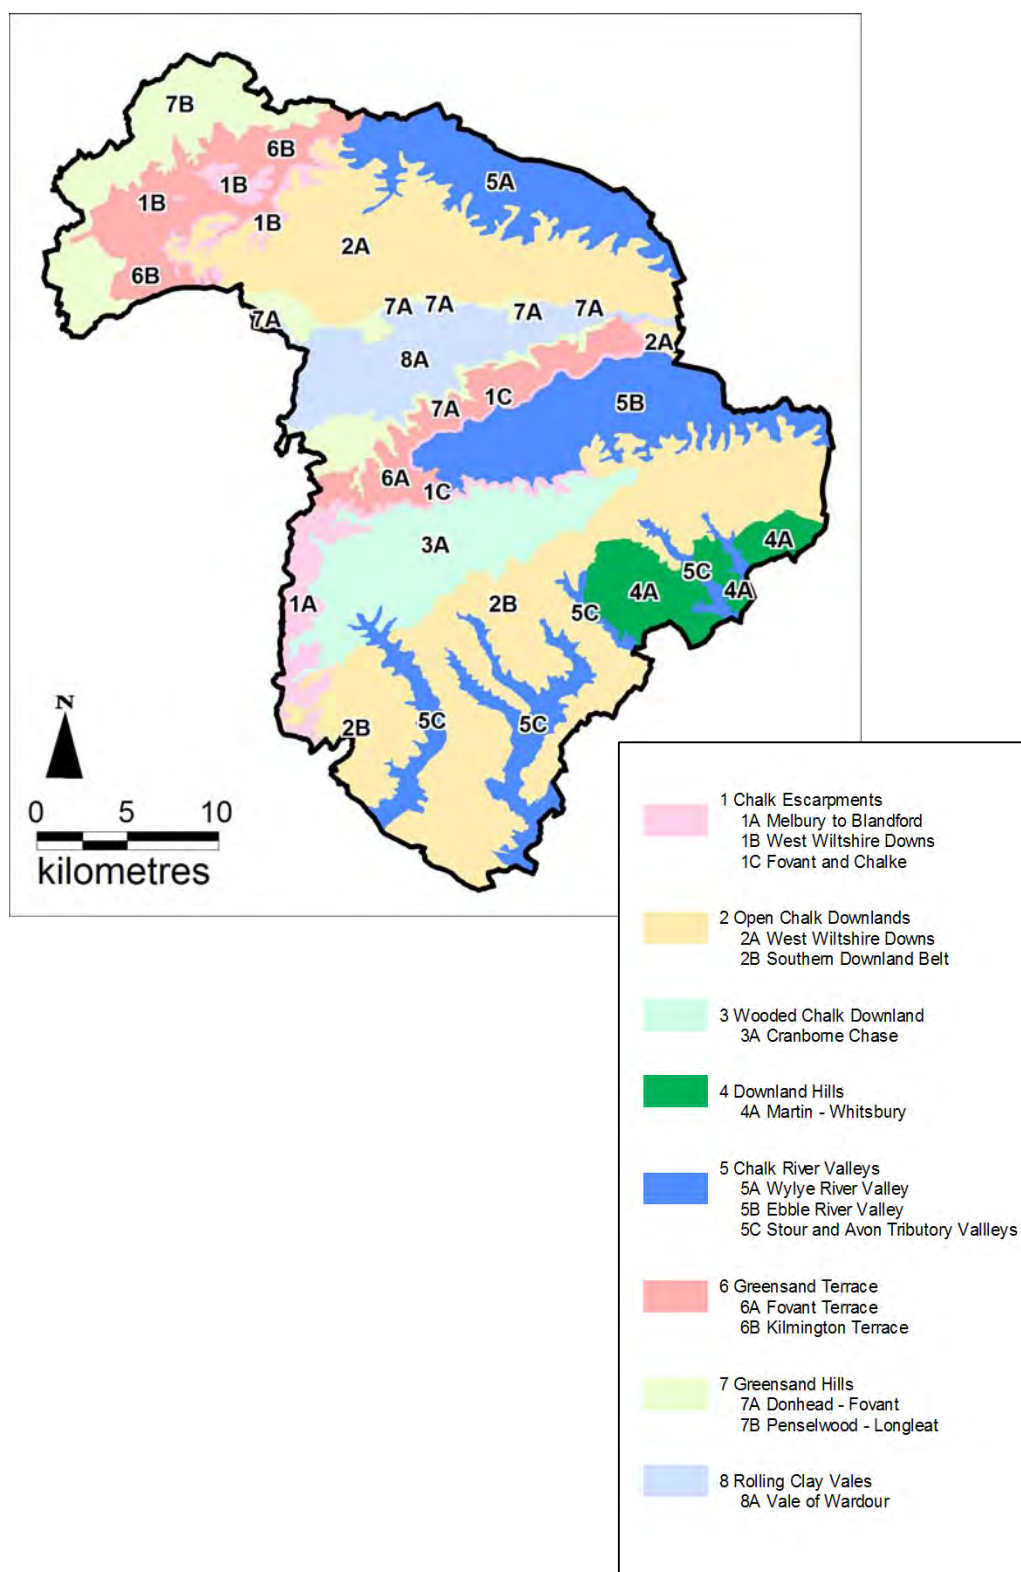 7B
6B
1B
5A
1B
1B
2A
6B
7A
7A
7A
7A
7A
2A
8A
1C
5B
7A
6A
1C
3A
4A
5C
4A
4A
1A
2B
5C
5C
5C
2B
N
0 5 10
kilometres
1 Chalk Escarpments
1A Melbury to Blandford
1B West Wiltshire Downs
1C Fovant and Chalke
2 Open Chalk Downlands
2A West Wiltshire Downs
2B Southern Downland Belt
3 Wooded Chalk Downland
3A Cranborne Chase
4 Downland Hills
4A Martin - Whitsbury
5 Chalk River Valleys
5A Wylye River Valley
5B Ebble River Valley
5C Stour and Avon Tributory Vallleys
6 Greensand Terrace
6A Fovant Terrace
6B Kilmington Terrace
7 Greensand Hills
7A Donhead - Fovant
7B Penselwood - Longleat
8 Rolling Clay Vales
8A Vale of Wardour